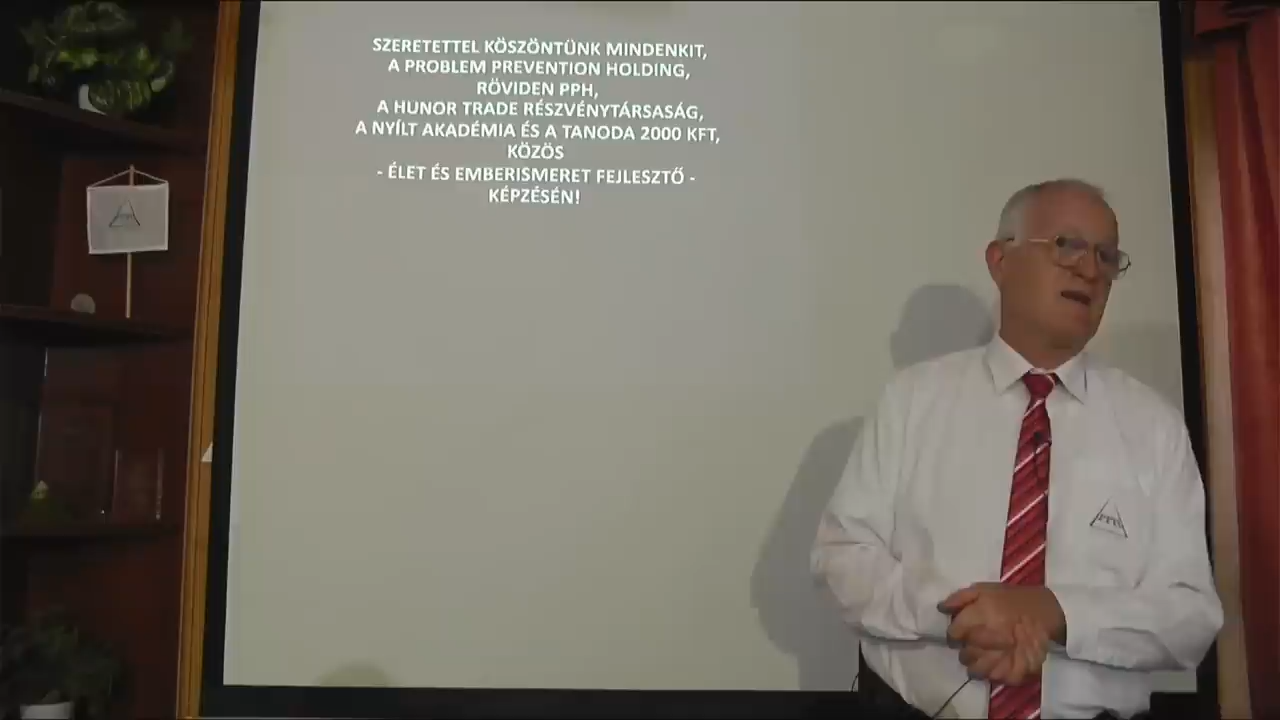 SZERETETTEL KÖSZÖNTÜNK MINDENKIT,
A PROBLEM PREVENTION HOLDING,
RÖVIDEN PPH,
A HUNOR TRADE RÉSZVÉNYTÁRSASÁG,
A NYÍLT AKADÉMIA ÉS A TANODA 2000 KFT,
KÖZÖS
- ÉLET ÉS EMBERISMERET FEJLESZTŐ -
KÉPZÉSÉN!
PPH